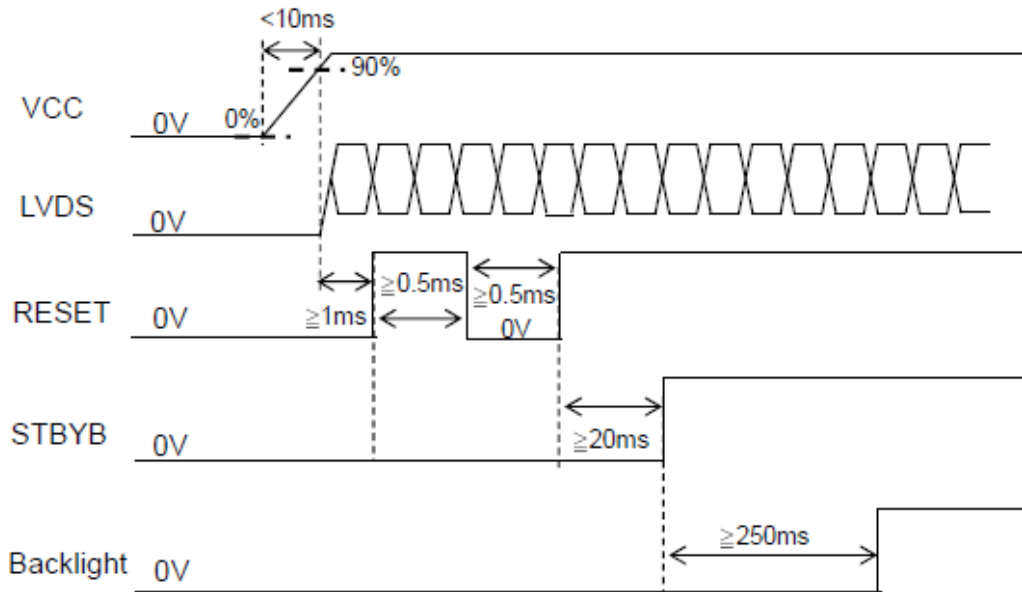 <10ms
90%
VCC
0V
0%
LVDS
0V
≧0.5ms
≧0.5ms
RESET
0V
≧1ms
0V
STBYB
0V
≧20ms
≧250ms
Backlight
0V